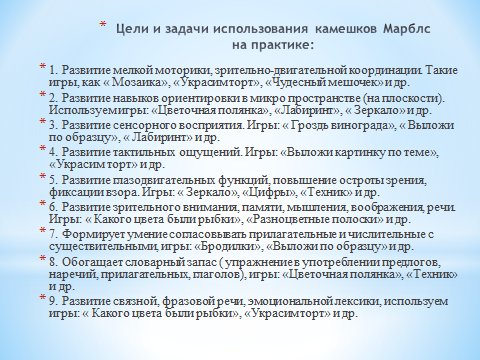 * Цели и задачи использования камешков Марблс
на практике:
* 1. Развитие мелкой моторики, зрительно-двигательной координации. Такие
игры, как « Мозаика», «Украсим торт», «Чудесный мешочек» и др.
* 2. Развитие навыков ориентировки в микро пространстве (на плоскости).
Используем игры: «Цветочная полянка», «Лабиринт», « Зеркало» и др.
* 3. Развитие сенсорного восприятия. Игры: « Гроздь винограда», « Выложи
по образцу», « Лабиринт» и др.
* 4. Развитие тактильных ощущений. Игры: «Выложи картинку по теме»,
«Украсим торт» и др.
* 5. Развитие глазодвигательных функций, повышение остроты зрения,
фиксации взора. Игры: « Зеркало», «Цифры», «Техник» и др.
* 6. Развитие зрительного внимания, памяти, мышления, воображения, речи.
Игры: « Какого цвета были рыбки», «Разноцветные полоски» и др.
* 7. Формирует умение согласовывать прилагательные и числительные с
существительными, игры: «Бродилки», «Выложи по образцу» и др.
* 8. Обогащает словарный запас ( упражнение в употреблении предлогов,
наречий, прилагательных, глаголов), игры: «Цветочная полянка», «Техник»
и др.
* 9. Развитие связной, фразовой речи, эмоциональной лексики, используем
игры: « Какого цвета были рыбки», «Украсим торт» и др.